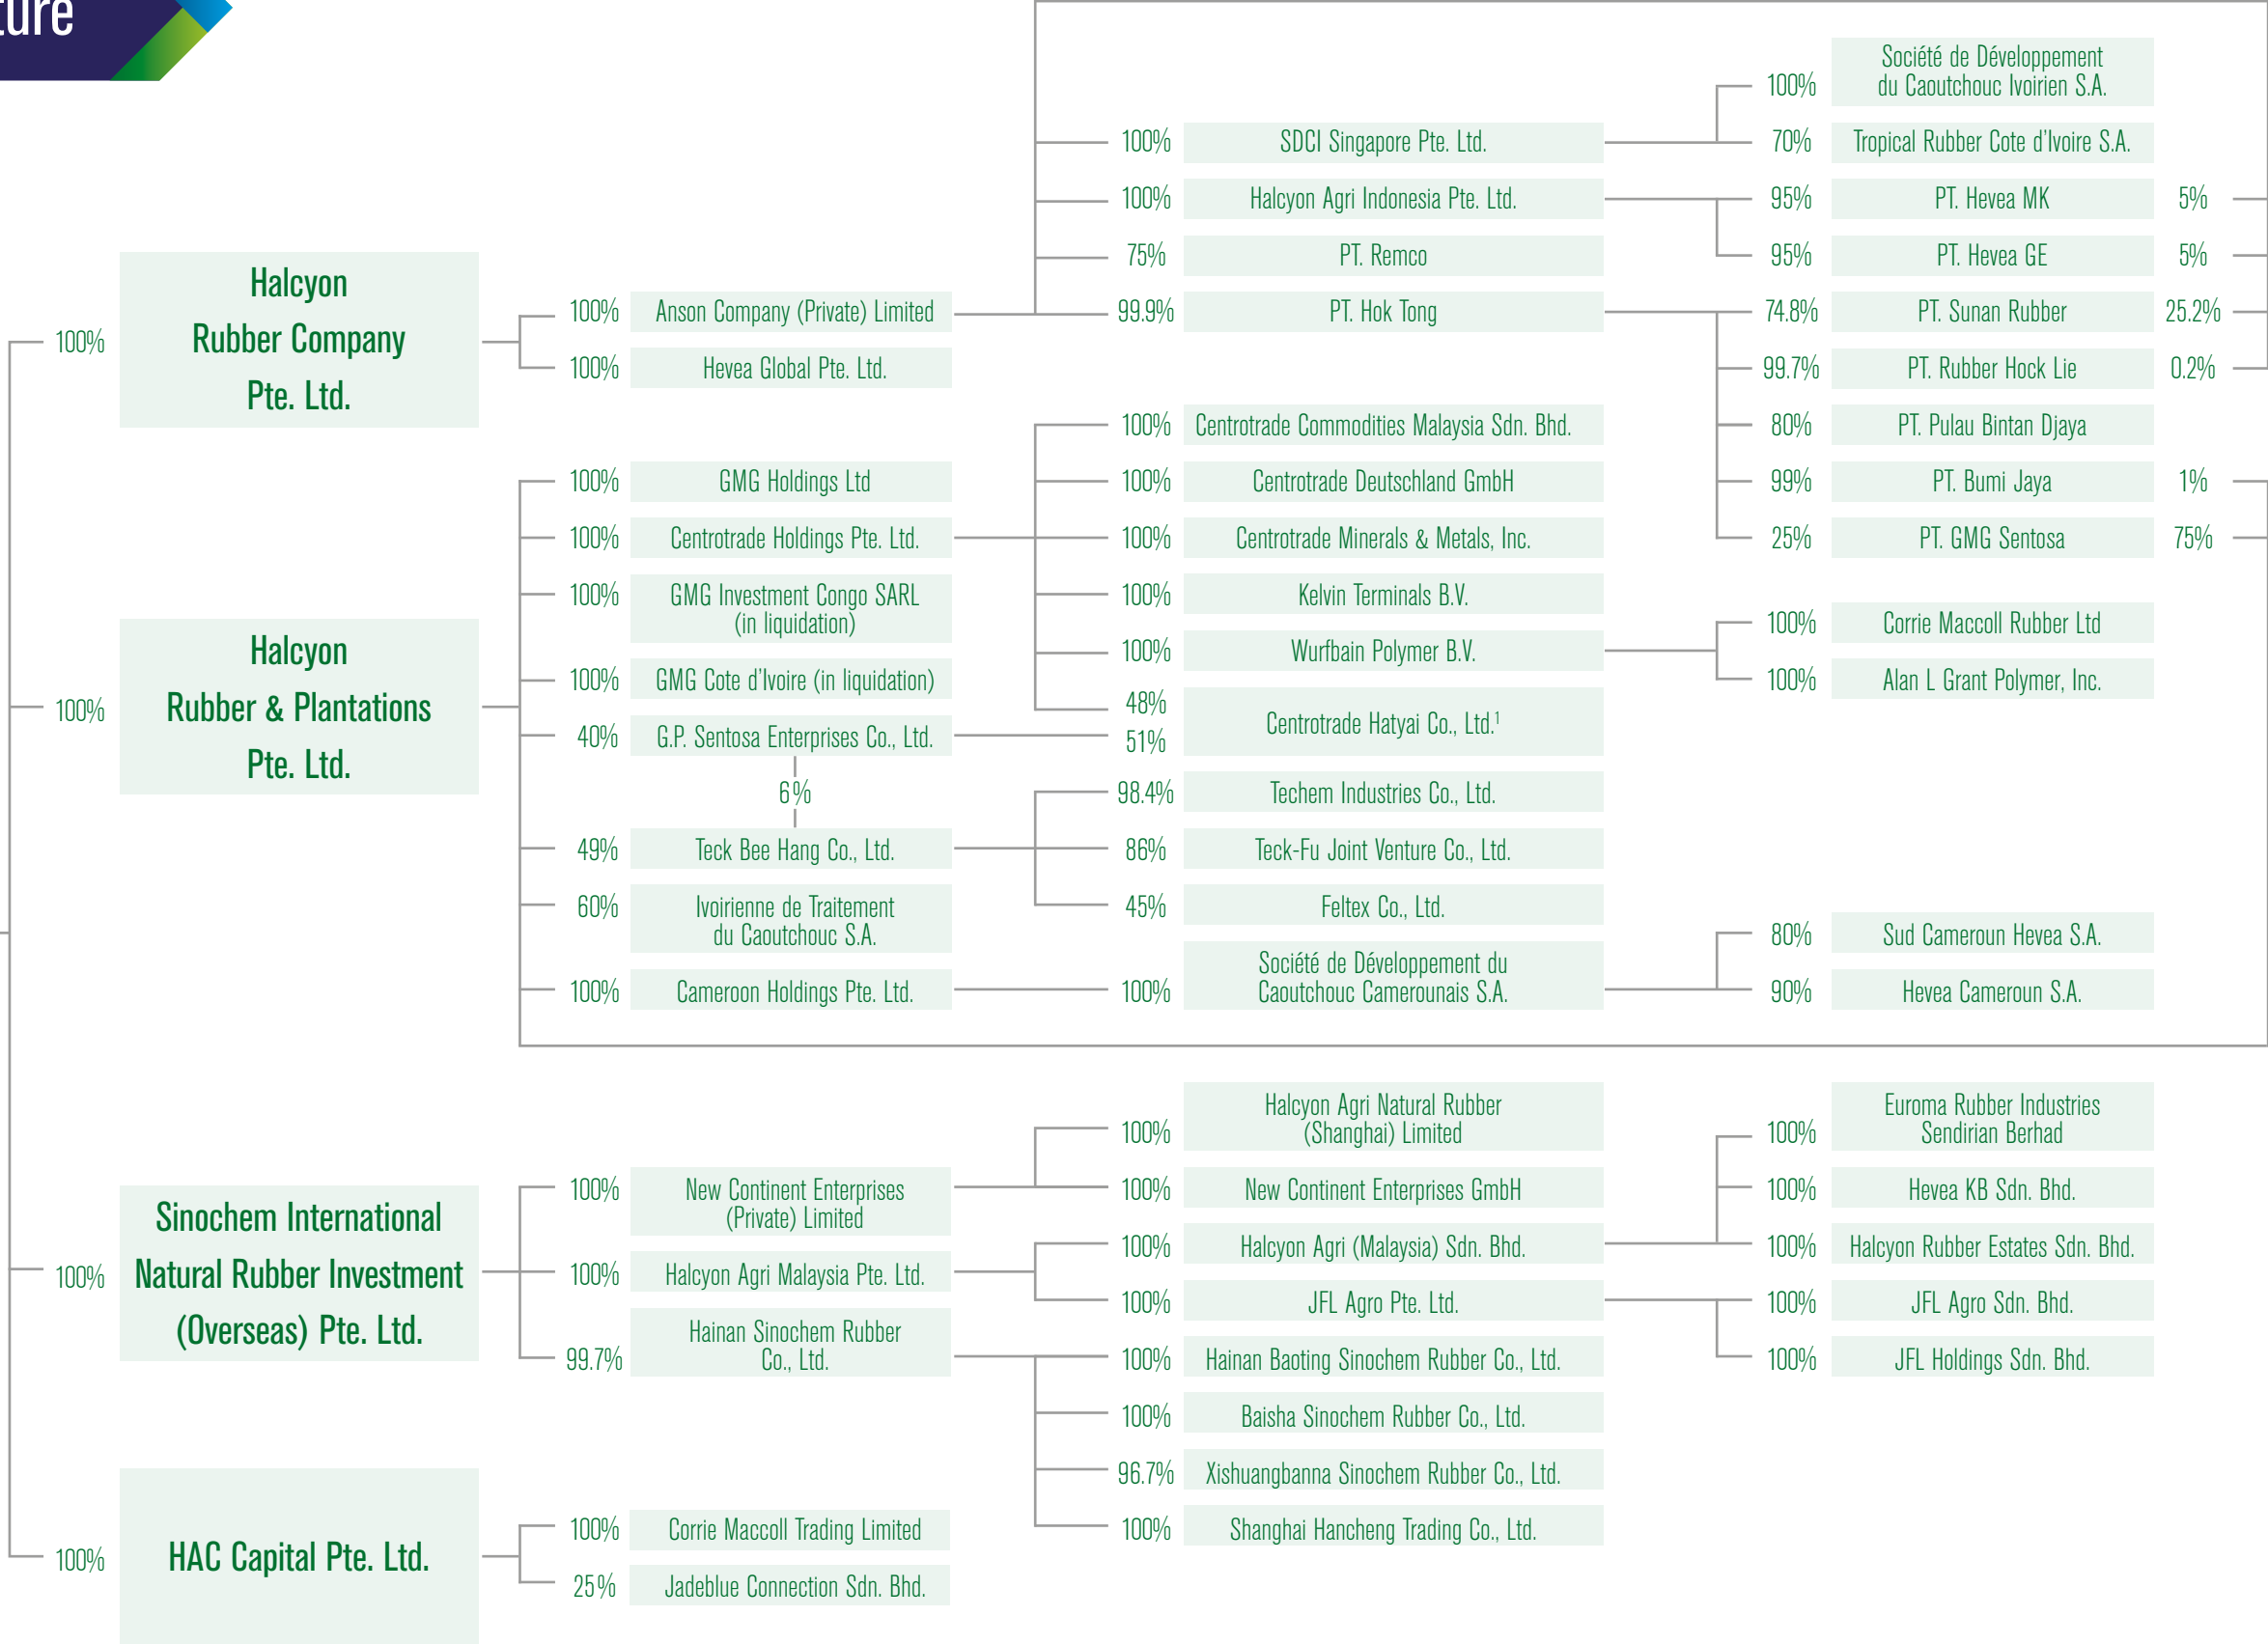 ture
100%
Halcyon
Rubber Company
Pte. Ltd.
100%
Anson Company (Private) Limited
100%
Hevea Global Pte. Ltd.
100%
SDCI Singapore Pte. Ltd.
100%
Halcyon Agri Indonesia Pte. Ltd.
75%
PT. Remco
99.9%
PT. Hok Tong
100%
Société de Développement
du Caoutchouc Ivoirien S.A.
70%
Tropical Rubber Cote d'Ivoire S.A.
95%
PT. Hevea MK
5%
95%
PT. Hevea GE
5%
74.8%
PT. Sunan Rubber
25.2%
99.7%
PT. Rubber Hock Lie
0.2%
80%
PT. Pulau Bintan Djaya
99%
PT. Bumi Jaya
1%
25%
PT. GMG Sentosa
75%
100%
Halcyon
Rubber & Plantations
Pte. Ltd.
100%
GMG Holdings Ltd
100%
Centrotrade Holdings Pte. Ltd.
100%
GMG Investment Congo SARL
(in liquidation)
100%
GMG Cote d'Ivoire (in liquidation)
40%
G.P. Sentosa Enterprises Co., Ltd.
6%
49%
Teck Bee Hang Co., Ltd.
60%
Ivoirienne de Traitement
du Caoutchouc S.A.
100%
Cameroon Holdings Pte. Ltd.
100%
Centrotrade Commodities Malaysia Sdn. Bhd.
100%
Centrotrade Deutschland GmbH
100%
Centrotrade Minerals & Metals, Inc.
100%
Kelvin Terminals B.V.
100%
Wurfbain Polymer B.V.
48%
51%
Centrotrade Hatyai Co., Ltd.¹
98.4%
Techem Industries Co., Ltd.
86%
Teck-Fu Joint Venture Co., Ltd.
45%
Feltex Co., Ltd.
100%
Société de Développement du
Caoutchouc Camerounais S.A.
100%
Corrie Maccoll Rubber Ltd
100%
Alan L Grant Polymer, Inc.
80%
Sud Cameroun Hevea S.A.
90%
Hevea Cameroun S.A.
100%
Sinochem International
Natural Rubber Investment
(Overseas) Pte. Ltd.
100%
New Continent Enterprises
(Private) Limited
100%
Halcyon Agri Malaysia Pte. Ltd.
99.7%
Hainan Sinochem Rubber
Co., Ltd.
100%
Halcyon Agri Natural Rubber
(Shanghai) Limited
100%
New Continent Enterprises GmbH
100%
Halcyon Agri (Malaysia) Sdn. Bhd.
100%
JFL Agro Pte. Ltd.
100%
Hainan Baoting Sinochem Rubber Co., Ltd.
100%
Baisha Sinochem Rubber Co., Ltd.
96.7%
Xishuangbanna Sinochem Rubber Co., Ltd.
100%
Shanghai Hancheng Trading Co., Ltd.
100%
Euroma Rubber Industries
Sendirian Berhad
100%
Hevea KB Sdn. Bhd.
100%
Halcyon Rubber Estates Sdn. Bhd.
100%
JFL Agro Sdn. Bhd.
100%
JFL Holdings Sdn. Bhd.
100%
HAC Capital Pte. Ltd.
100%
Corrie Maccoll Trading Limited
25%
Jadeblue Connection Sdn. Bhd.